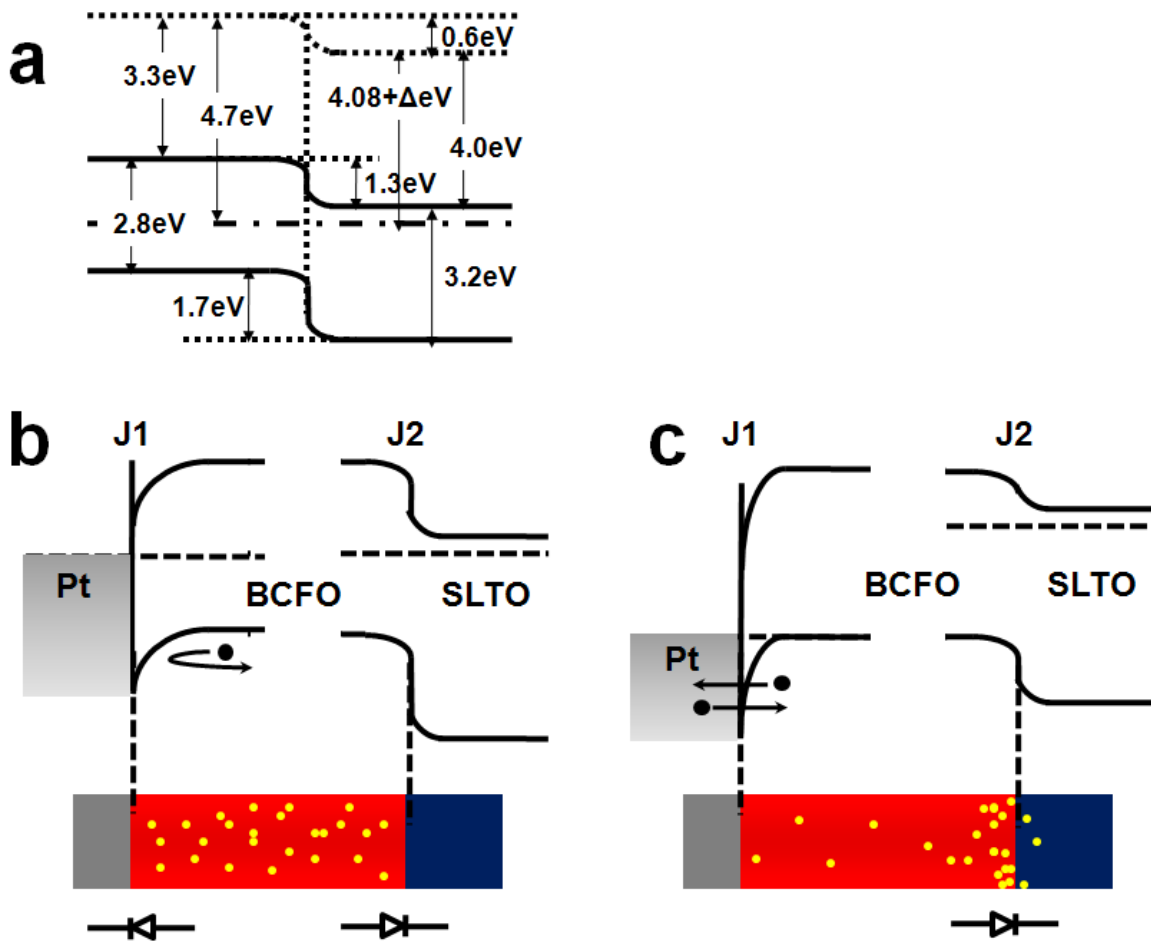 a
0.6eV
3.3eV
4.7eV
4.08+ΔeV
4.0eV
1.3eV
2.8eV
3.2eV
1.7eV
b
J1
J2
Pt
BCFO
SLTO
c
J1
J2
BCFO
SLTO
Pt